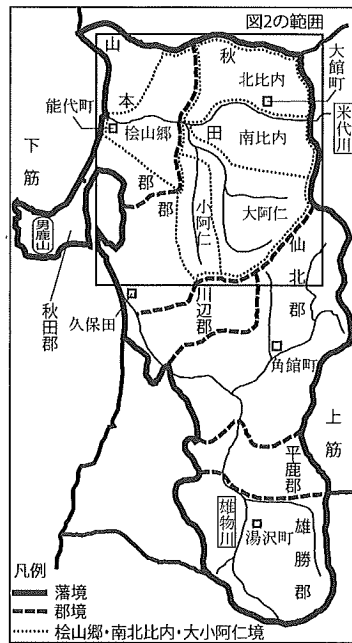 図2の範囲
山本郡
秋田郡
北比内
大館町
米代川
能代町
桧山郷
南比内
下筋
男鹿山
小阿仁
大阿仁
仙北郡
秋田郡
久保田
川辺郡
角館町
上筋
平鹿郡
雄物川
湯沢町
雄勝郡
凡例
藩境
郡境
桧山郷・南北比内・大小阿仁境